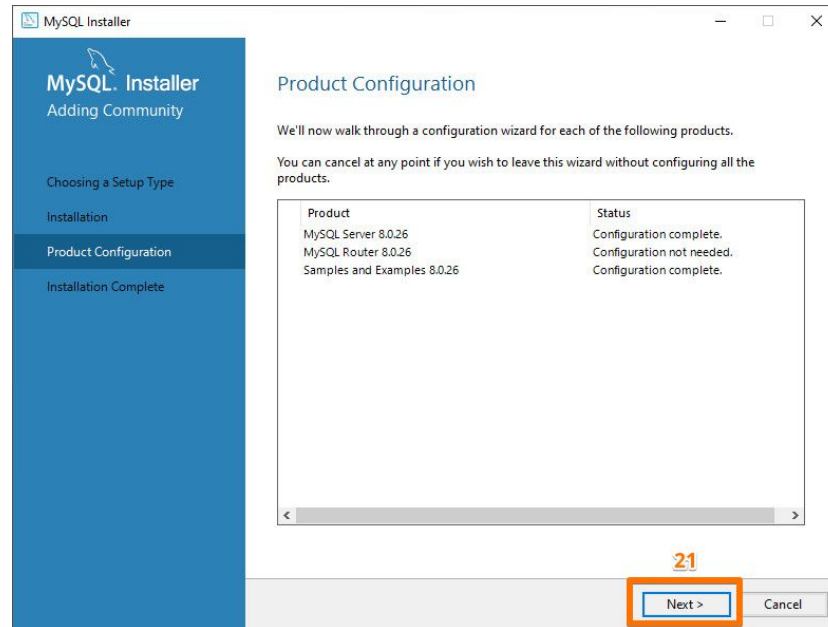 MySQL Installer
MySQL. Installer
Adding Community
Choosing a Setup Type
Installation
Product Configuration
Installation Complete
Product Configuration
We'll now walk through a configuration wizard for each of the following products.
You can cancel at any point if you wish to leave this wizard without configuring all the
products.
Product Status
MySQL Server 8.0.26 Configuration complete.
MySQL Router 8.0.26 Configuration not needed.
Samples and Examples 8.0.26 Configuration complete.
21
Next > Cancel